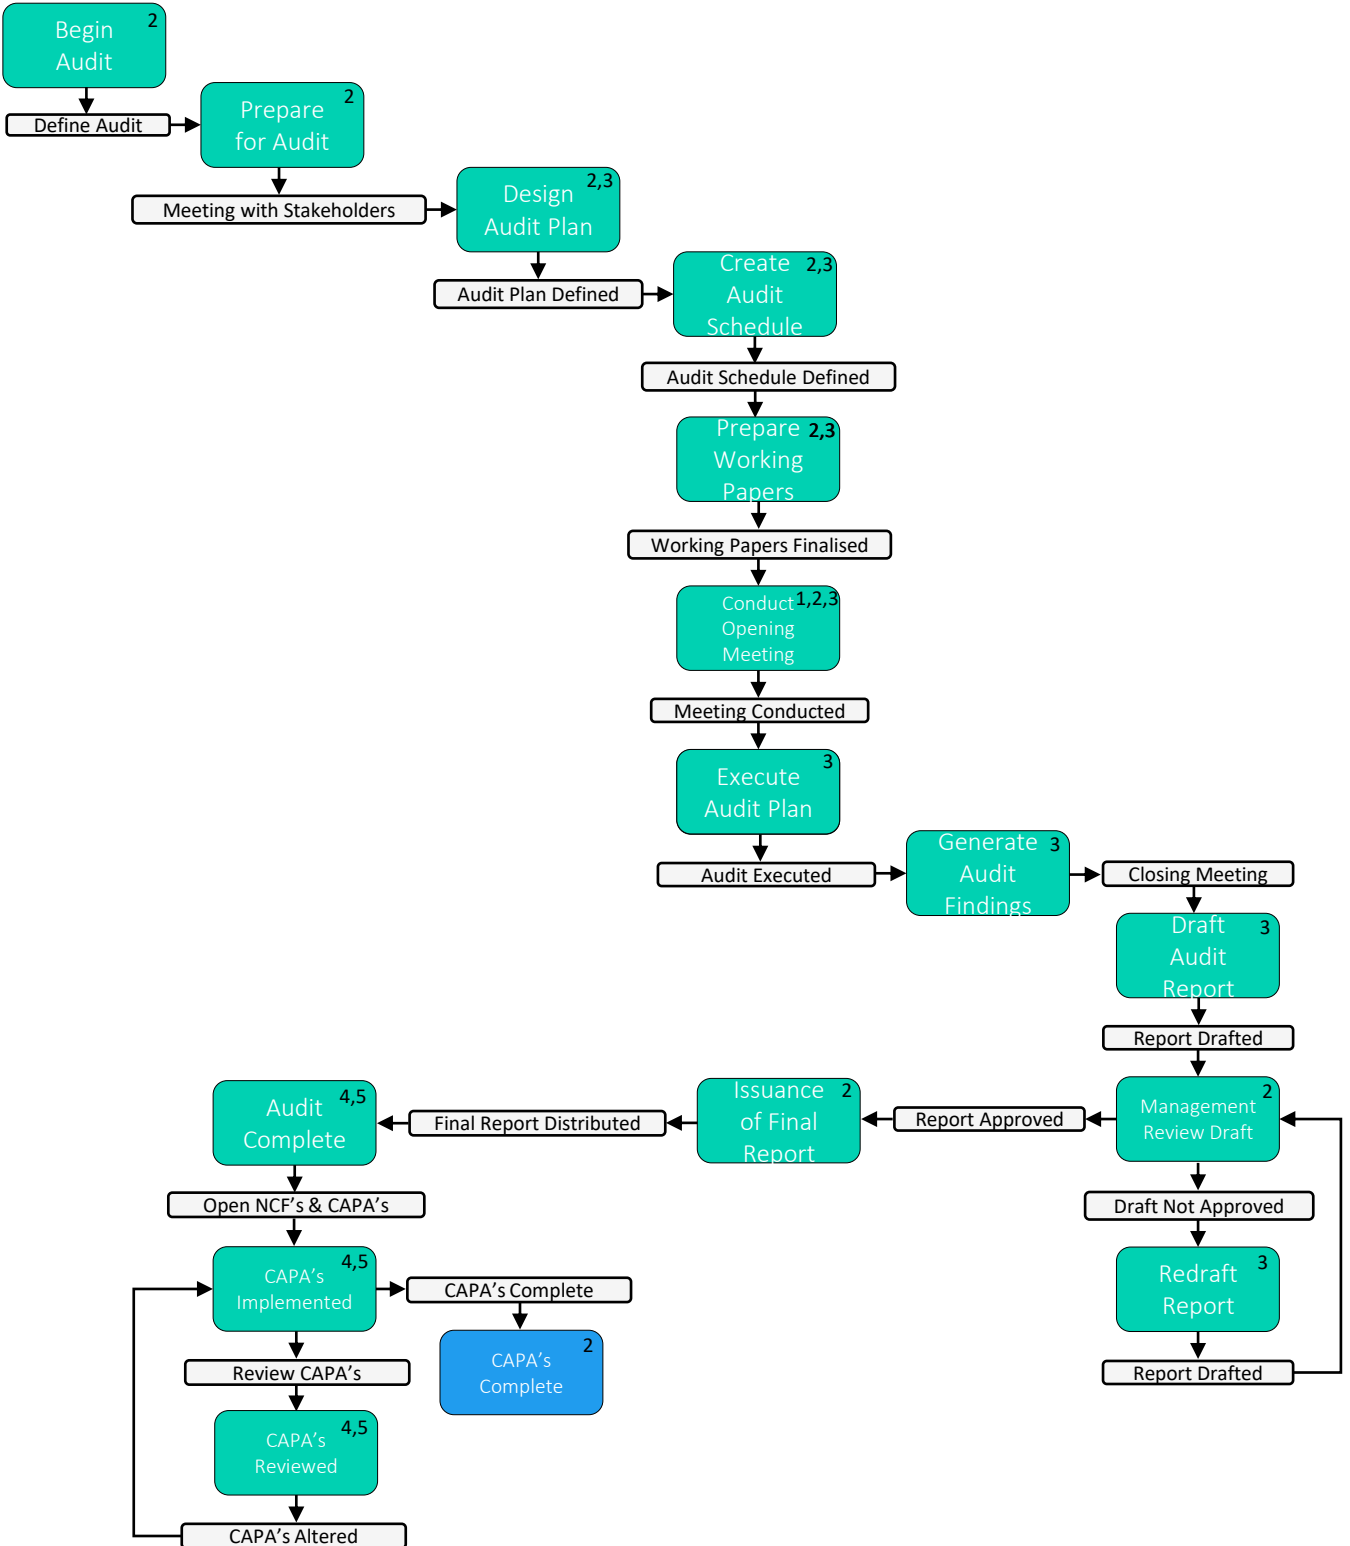 Begin
Audit
2
Define Audit
Prepare
for Audit
2
Meeting with Stakeholders
Design
Audit Plan
2,3
Audit Plan Defined
Create
Audit
Schedule
2,3
Audit Schedule Defined
Prepare
Working
Papers
2,3
Working Papers Finalised
Conduct
Opening
Meeting
1,2,3
Meeting Conducted
Execute
Audit Plan
3
Audit Executed
Generate
Audit
Findings
3
Closing Meeting
Draft
Audit
Report
3
Report Drafted
Management
Review Draft
2
Report Approved
Issuance
of Final
Report
2
Final Report Distributed
Audit
Complete
4,5
Draft Not Approved
Redraft
Report
3
Report Drafted
Open NCF's & CAPA's
CAPA's
Implemented
4,5
CAPA's Complete
CAPA's
Complete
2
Review CAPA's
CAPA's
Reviewed
4,5
CAPA's Altered